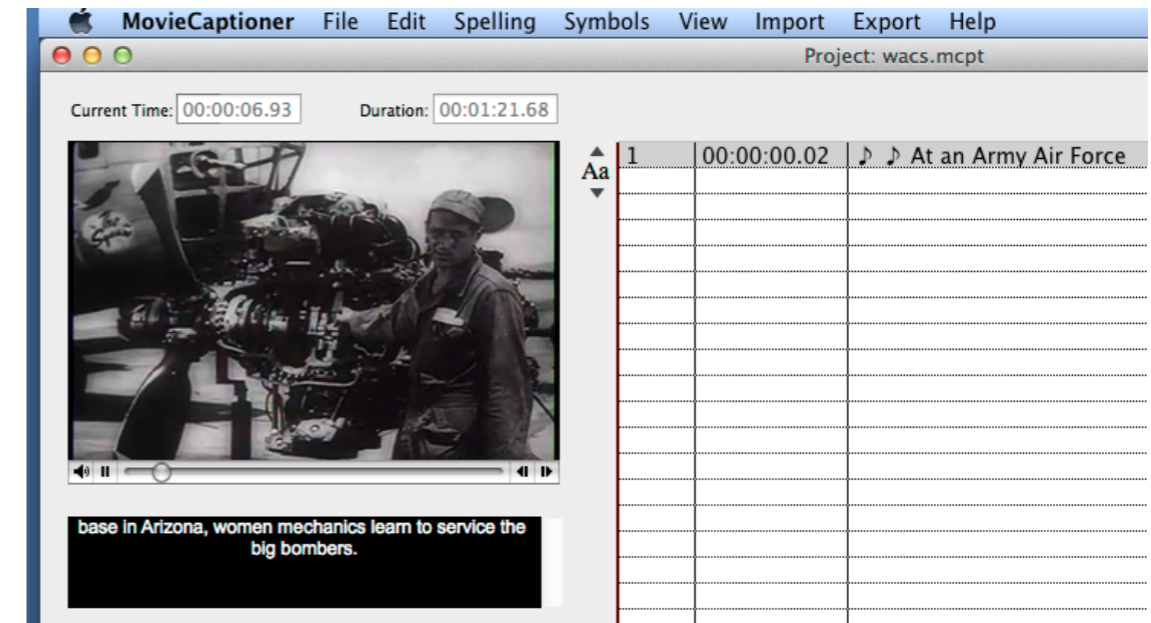 MovieCaptioner File Edit Spelling Symbols View Import Export Help
Project: wacs.mcpt
Current Time: 00:00:06.93 Duration: 00:01:21.68
Aa
1 00:00:00.02 ♪ ♪ At an Army Air Force
base in Arizona, women mechanics learn to service the
big bombers.